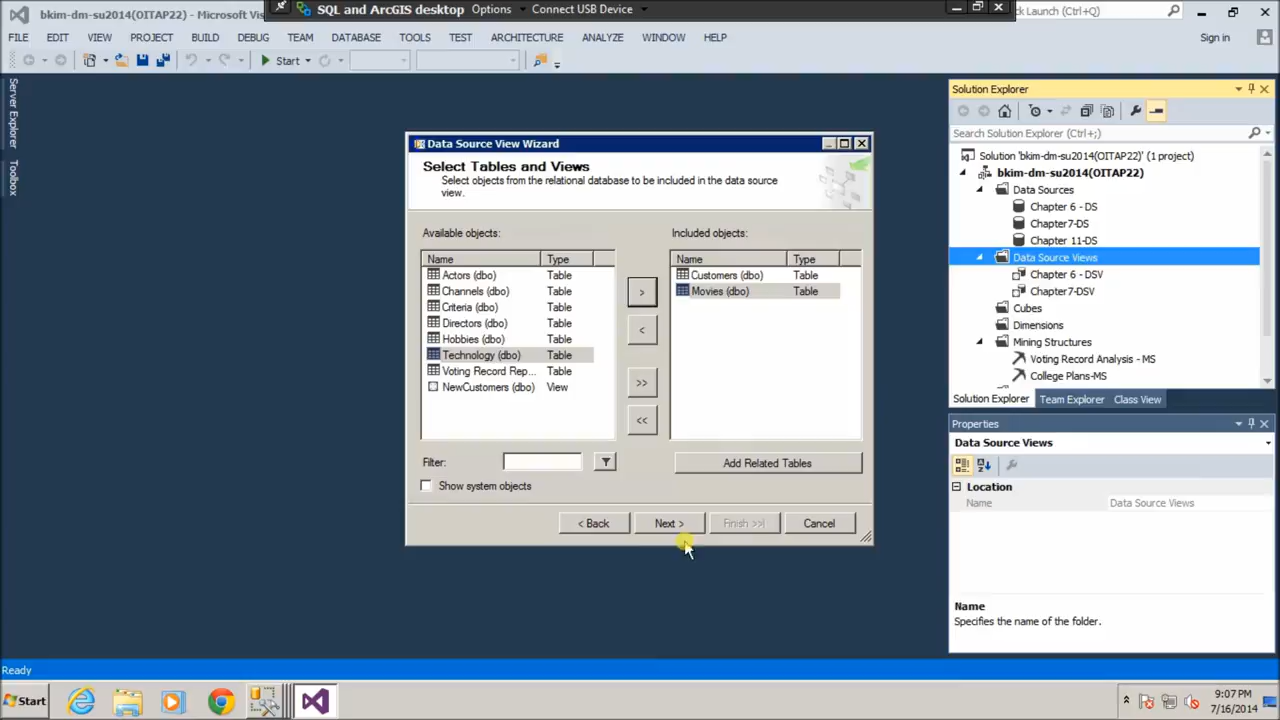 SQL and ArcGIS desktop Options Connect USB Device
bkim-dm-su2014(OITAP22) - Microsoft Vis
Launch (Ctrl+Q)
FILE EDIT VIEW PROJECT BUILD DEBUG TEAM DATABASE TOOLS TEST ARCHITECTURE ANALYZE WINDOW HELP
Sign in
Start
Server Explorer
Toolbox
Data Source View Wizard
Select Tables and Views
Select objects from the relational database to be included in the data source
view.
Available objects:
Name Type
Actors (dbo) Table
Channels (dbo) Table
Criteria (dbo) Table
Directors (dbo) Table
Hobbies (dbo) Table
Technology (dbo) Table
Voting Record Rep... Table
NewCustomers (dbo) View
>
<
>>
<<
Included objects:
Name Type
Customers (dbo) Table
Movies (dbo) Table
Filter:
Add Related Tables
Show system objects
< Back Next > Finish >>| Cancel
Solution Explorer
Search Solution Explorer (Ctrl+;)
Solution 'bkim-dm-su2014(OITAP22)' (1 project)
bkim-dm-su2014(OITAP22)
Data Sources
Chapter 6 - DS
Chapter7-DS
Chapter 11-DS
Data Source Views
Chapter 6 - DSV
Chapter7-DSV
Cubes
Dimensions
Mining Structures
Voting Record Analysis - MS
College Plans-MS
Solution Explorer Team Explorer Class View
Properties
Data Source Views
Location
Name Data Source Views
Name
Specifies the name of the folder.
Ready
Start
9:07 PM
7/16/2014